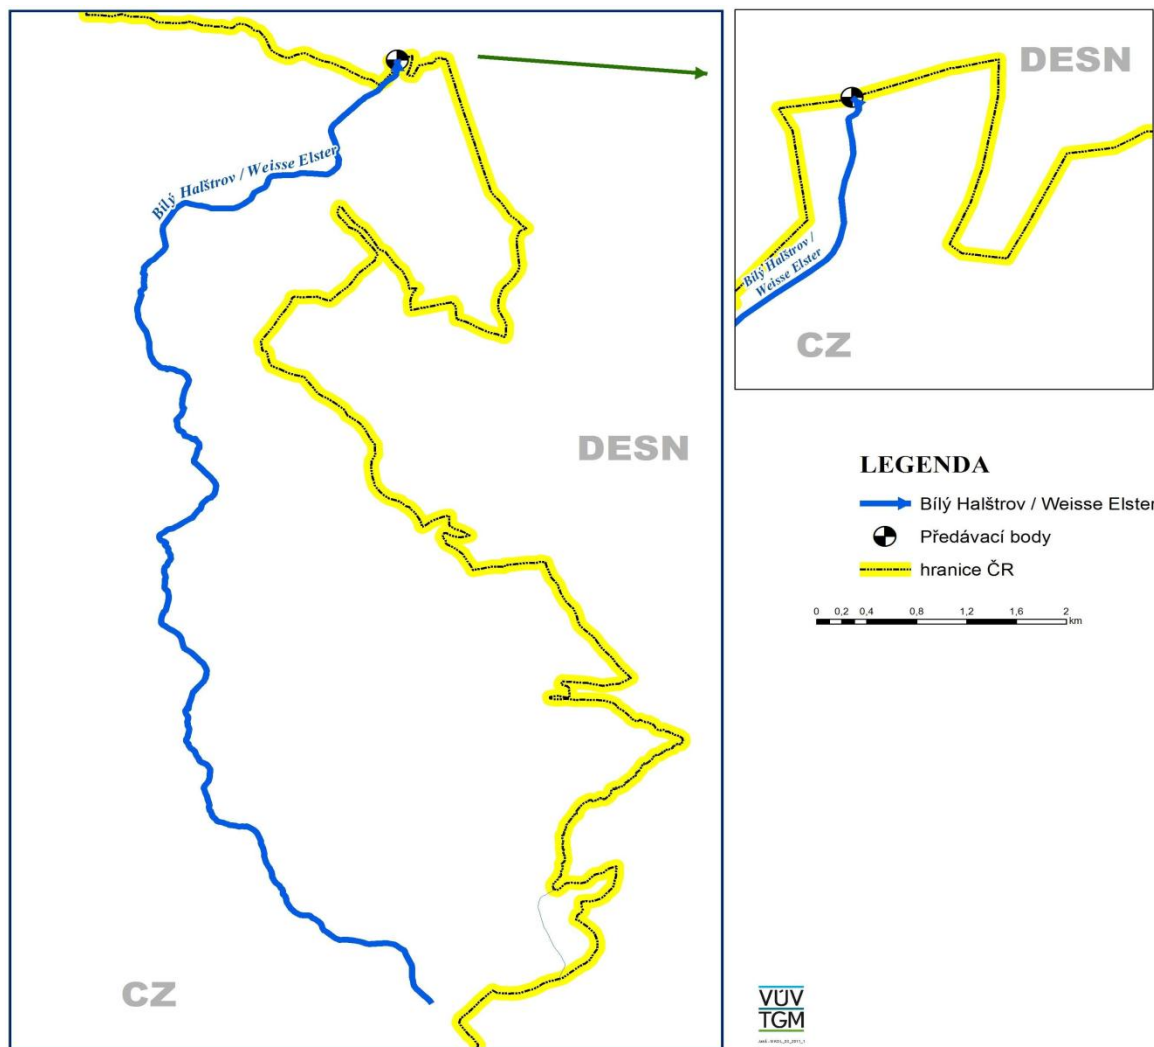 Bílý Halštrov / Weisse Elster
DESN
CZ
DESN
Bílý Halštrov /
Weisse Elster
CZ
LEGENDA
Bílý Halštrov / Weisse Elster
Předávací body
hranice ČR
0 0,2 0,4 0,8 1,2 1,6 2
km
VÚV
TGM